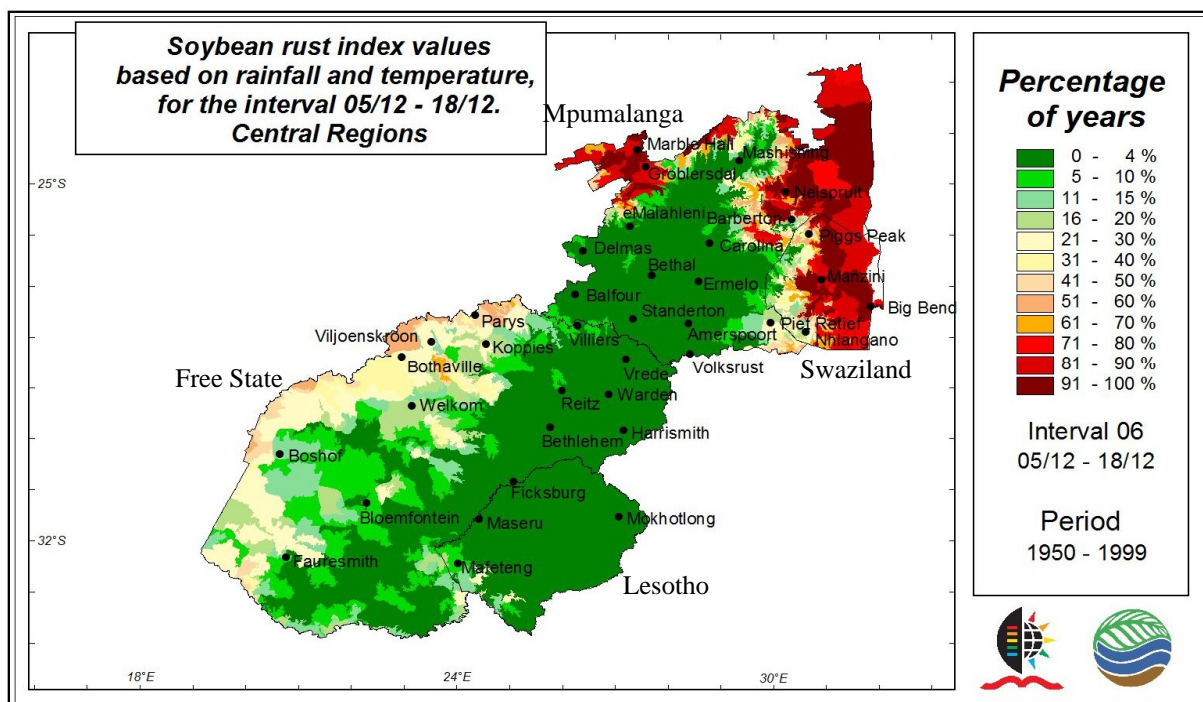 Soybean rust index values
based on rainfall and temperature,
for the interval 05/12 - 18/12.
Central Regions
Mpumalanga
Marble Hall
Mashishing
Groblersdal
25°S
Nelspruit
eMalahleni
Barberton
Piggs Peak
Delmas
Carolina
Bethal
Ermelo
Manzini
Balfour
Big Bend
Standerton
Parys
Piet Retief
Amerspoort
Viljoenskroon
Villiers
Nhlangano
Koppies
Volksrust
Swaziland
Bothaville
Vrede
Free State
Reitz
Warden
Welkom
Bethlehem
Harrismith
Boshof
Ficksburg
Bloemfontein
Maseru
Mokhotlong
32°S
Fauresmith
Mafeteng
Lesotho
18°E
24°E
30°E
Percentage
of years
0 - 4 %
5 - 10 %
11 - 15 %
16 - 20 %
21 - 30 %
31 - 40 %
41 - 50 %
51 - 60 %
61 - 70 %
71 - 80 %
81 - 90 %
91 - 100 %
Interval 06
05/12 - 18/12
Period
1950 - 1999